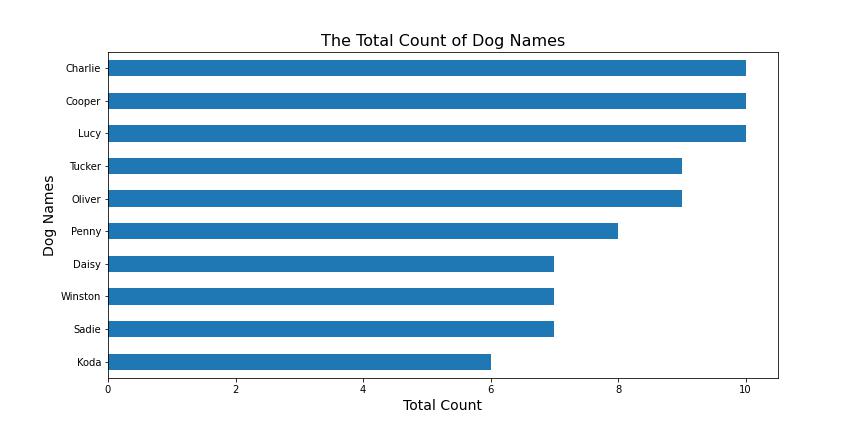 The Total Count of Dog Names
Charlie
Cooper
Lucy
Tucker
Oliver
Penny
Daisy
Winston
Sadie
Koda
Dog Names
0 2 4 6 8 10
Total Count